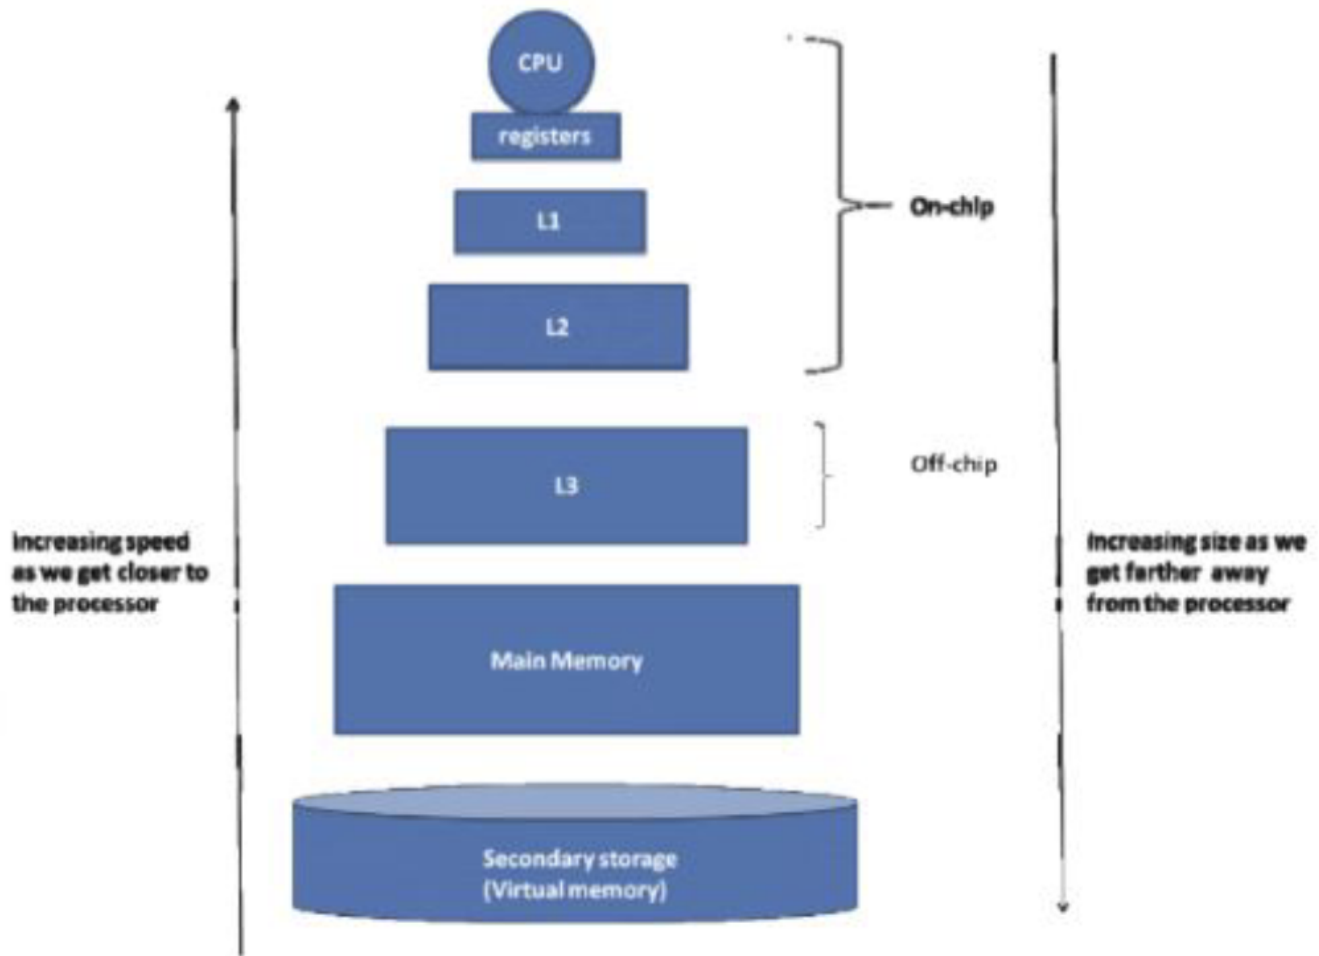 CPU
registers
L1
On-chip
L2
L3
Off-chip
Increasing speed
as we get closer to
the processor
Increasing size as we
get farther away
from the processor
Main Memory
Secondary storage
(Virtual memory)